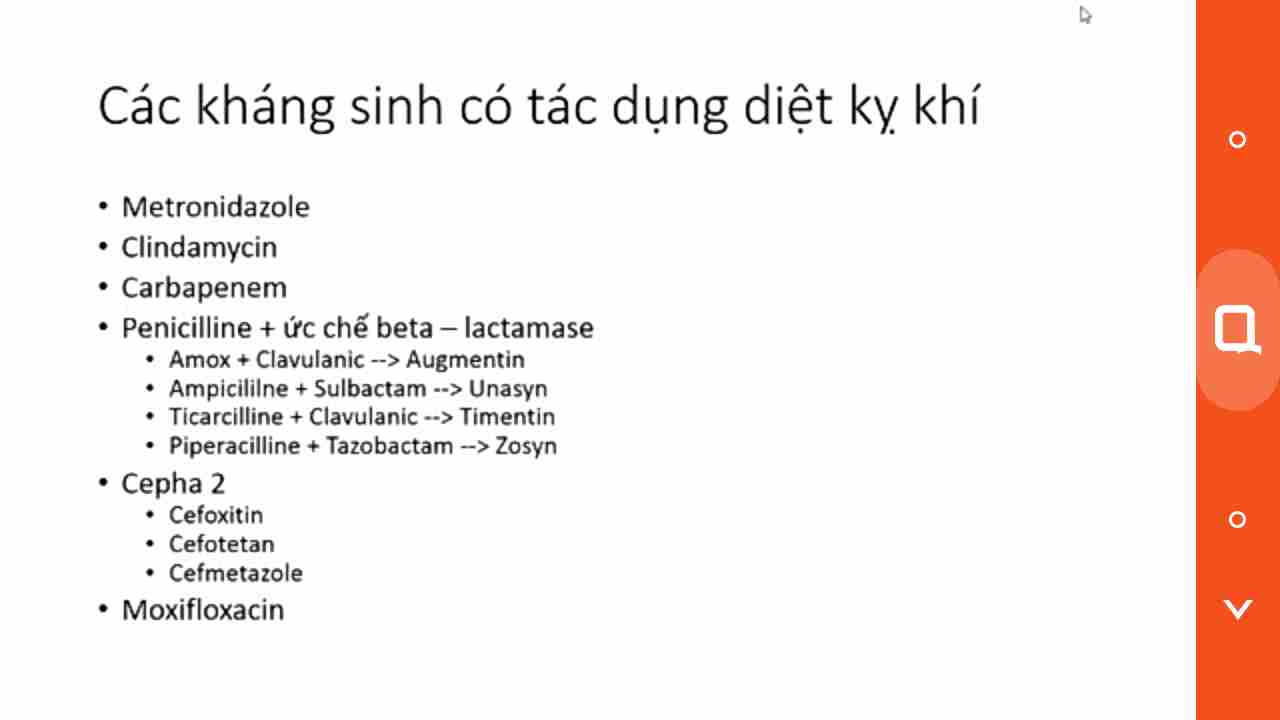 Các kháng sinh có tác dụng diệt kỵ khí
• Metronidazole
• Clindamycin
• Carbapenem
• Penicilline + ức chế beta – lactamase
• Amox + Clavulanic --> Augmentin
• Ampicililne + Sulbactam --> Unasyn
• Ticarcilline + Clavulanic --> Timentin
• Piperacilline + Tazobactam --> Zosyn
• Cepha 2
• Cefoxitin
• Cefotetan
• Cefmetazole
• Moxifloxacin